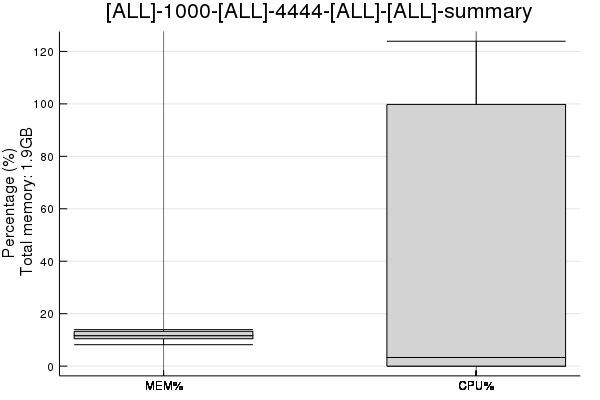 [ALL]-1000-[ALL]-4444-[ALL]-[ALL]-summary
Percentage (%)
Total memory: 1.9GB
120
100
80
60
40
20
0
MEM%
CPU%